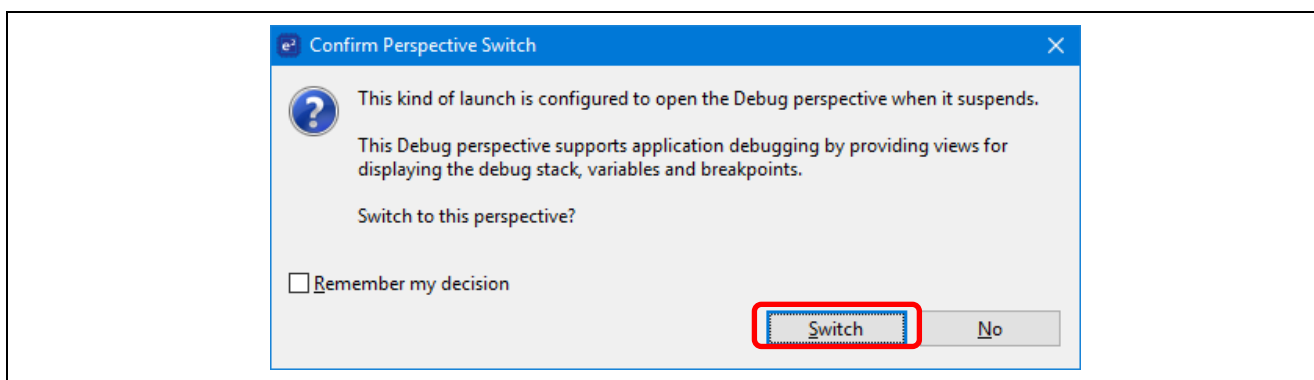 e² Confirm Perspective Switch
This kind of launch is configured to open the Debug perspective when it suspends.
This Debug perspective supports application debugging by providing views for
displaying the debug stack, variables and breakpoints.
Switch to this perspective?
Remember my decision
Switch No